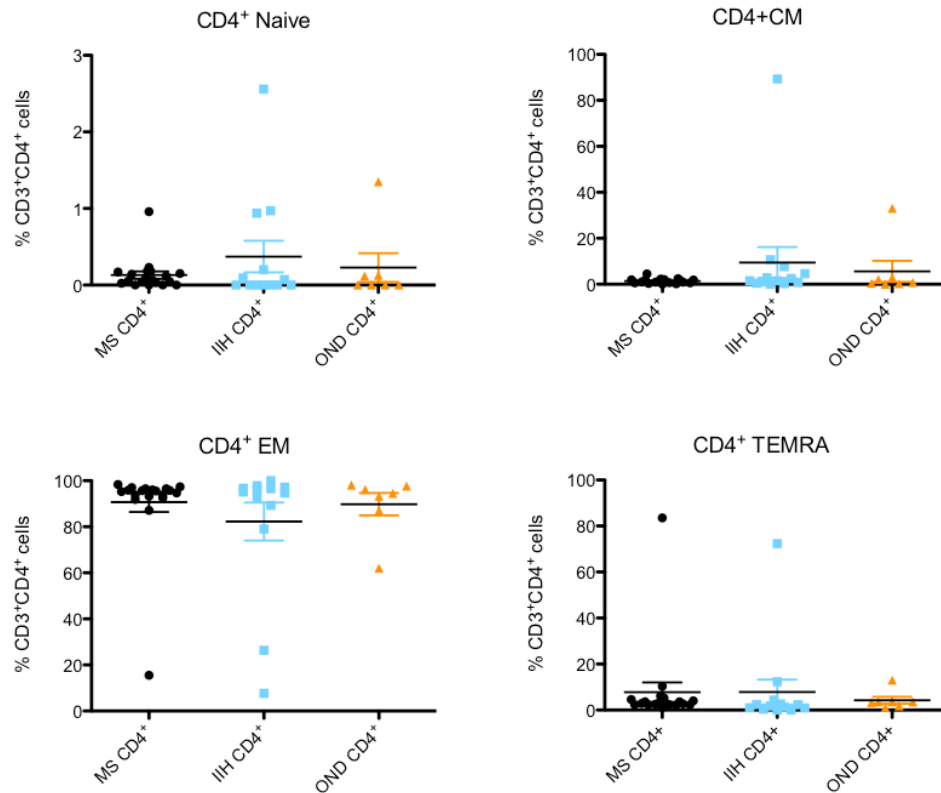 CD4⁺ Naive
% CD3⁺CD4⁺ cells
3
2
1
0
MS CD4⁺
IIH CD4⁺
OND CD4⁺
CD4+CM
% CD3⁺CD4⁺ cells
100
80
60
40
20
0
MS CD4⁺
IIH CD4⁺
OND CD4⁺
CD4⁺ EM
% CD3⁺CD4⁺ cells
100
80
60
40
20
0
MS CD4⁺
IIH CD4⁺
OND CD4⁺
CD4⁺ TEMRA
% CD3⁺CD4⁺ cells
100
80
60
40
20
0
MS CD4+
IIH CD4+
OND CD4+